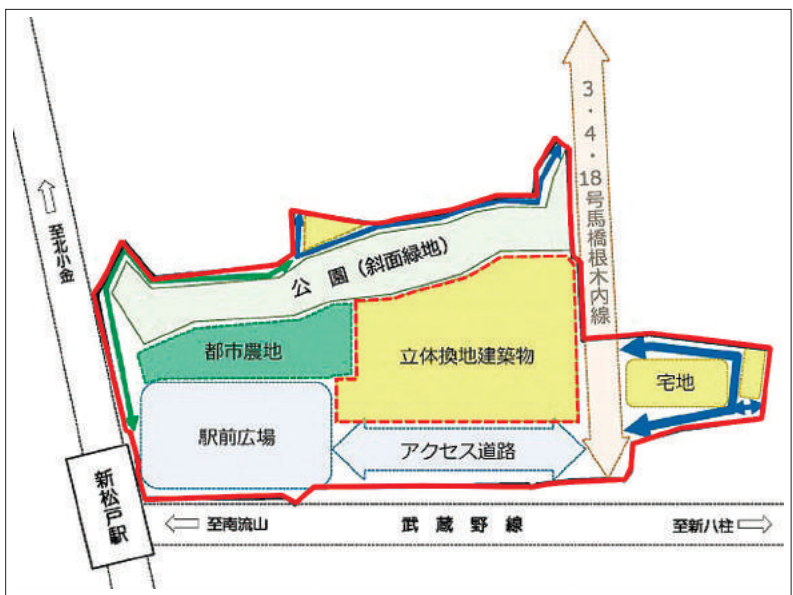 3・4・18号馬橋根木内線
至北小金
公園(斜面緑地)
都市農地
立体換地建築物
宅地
駅前広場
アクセス道路
新松戸駅
至南流山
武蔵野線
至新八柱